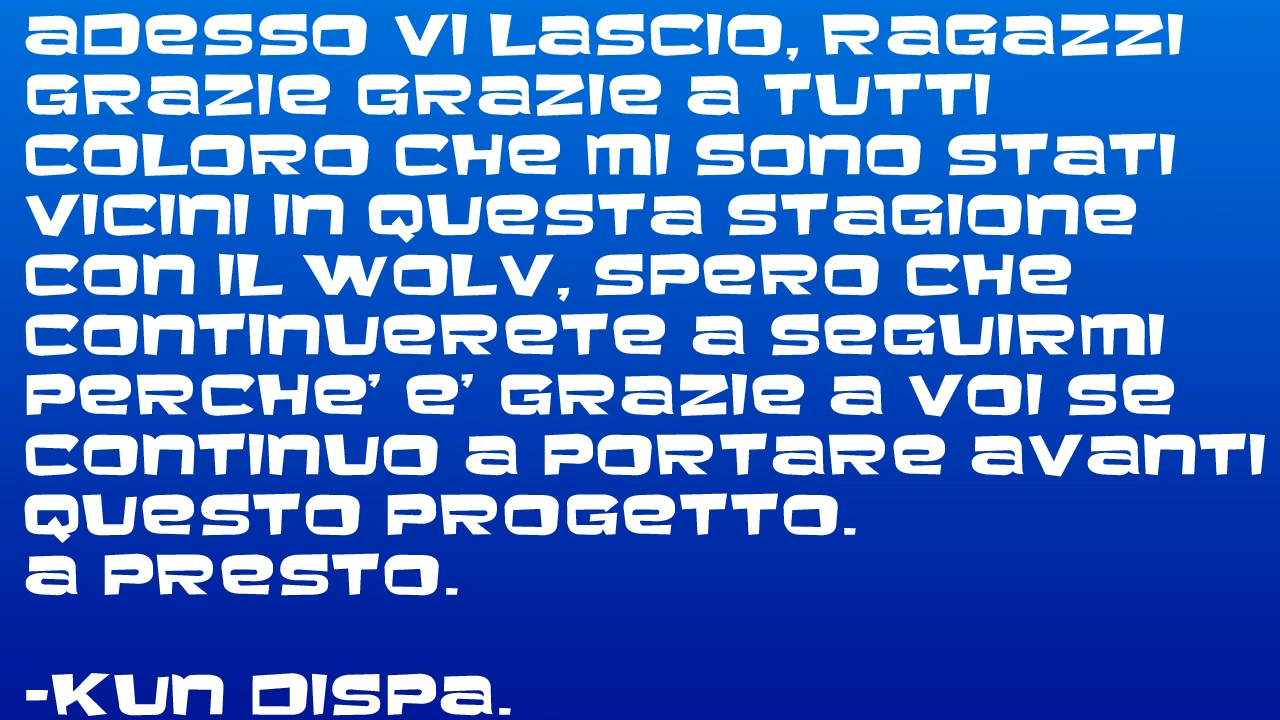 ADESSO VI LASCIO, RAGAZZI
GRAZIE GRAZIE A TUTTI
COLORO CHE MI SONO STATI
VICINI IN QUESTA STAGIONE
CON IL WOLV, SPERO CHE
CONTINUERETE A SEGUIRMI
PERCHE' E' GRAZIE A VOI SE
CONTINUO A PORTARE AVANTI
QUESTO PROGETTO.
A PRESTO.
-KUN DISPA.